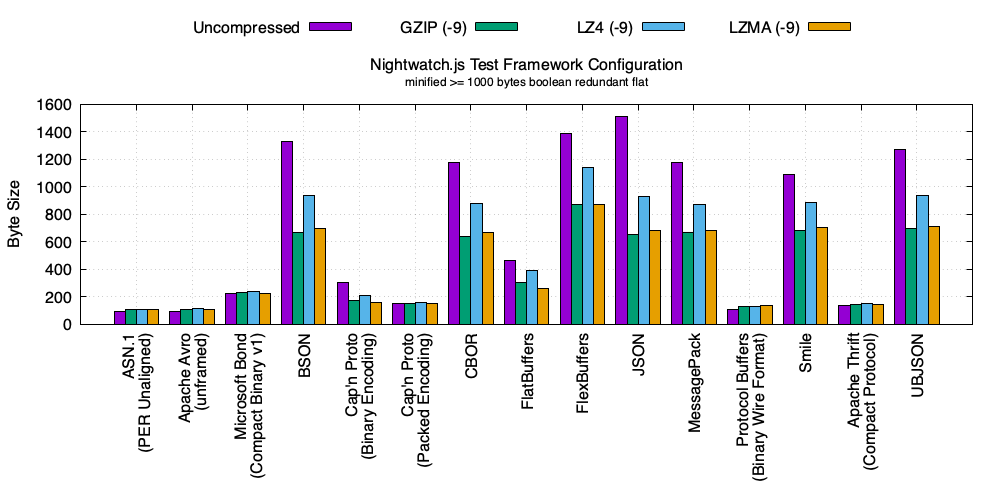 Uncompressed GZIP (-9) LZ4 (-9) LZMA (-9)
Nightwatch.js Test Framework Configuration
minified >= 1000 bytes boolean redundant flat
Byte Size
1600
1400
1200
1000
800
600
400
200
0
ASN.1
(PER Unaligned)
Apache Avro
(unframed)
Microsoft Bond
(Compact Binary v1)
BSON
Cap'n Proto
(Binary Encoding)
Cap'n Proto
(Packed Encoding)
CBOR
FlatBuffers
FlexBuffers
JSON
MessagePack
Protocol Buffers
(Binary Wire Format)
Smile
Apache Thrift
(Compact Protocol)
UBJSON